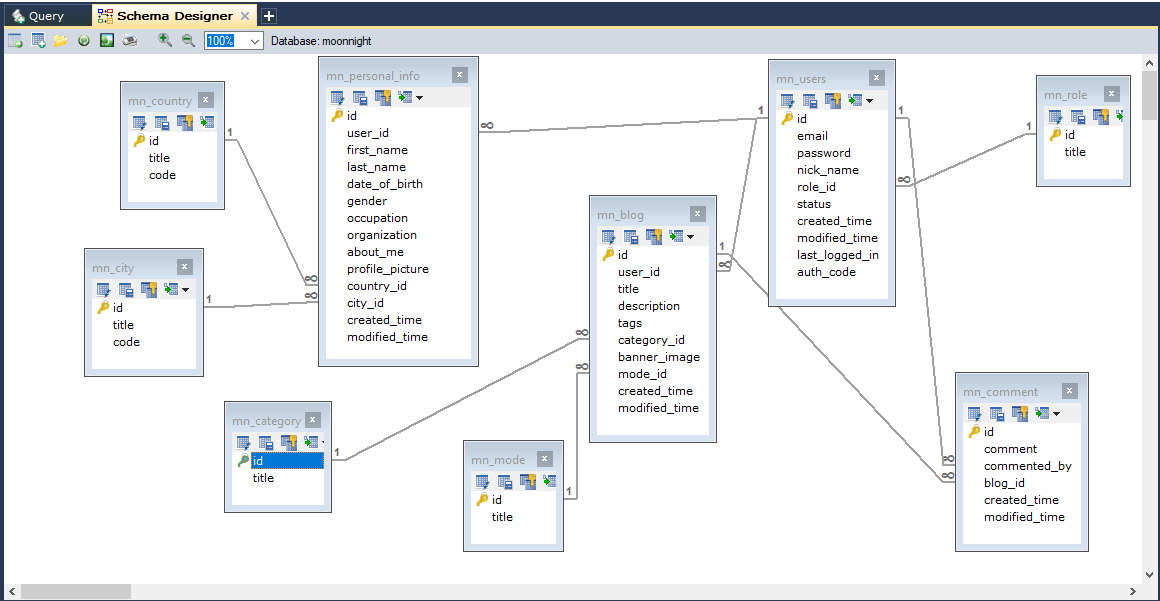 Query
Schema Designer
100%
Database: moonnight
mn_country
id
title
code
mn_city
id
title
code
mn_personal_info
id
user_id
first_name
last_name
date_of_birth
gender
occupation
organization
about_me
profile_picture
country_id
city_id
created_time
modified_time
mn_category
id
title
mn_mode
id
title
mn_blog
id
user_id
title
description
tags
category_id
banner_image
mode_id
created_time
modified_time
mn_users
id
email
password
nick_name
role_id
status
created_time
modified_time
last_logged_in
auth_code
mn_role
id
title
mn_comment
id
comment
commented_by
blog_id
created_time
modified_time
1
∞
1
∞
∞
1
1
∞
1
∞
1
∞
1
∞
1
∞
1
∞